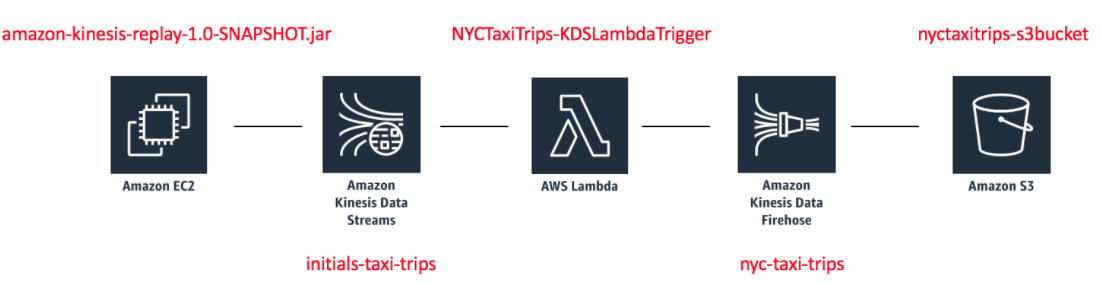 amazon-kinesis-replay-1.0-SNAPSHOT.jar
NYCTaxiTrips-KDSLambdaTrigger
nyctaxitrips-s3bucket
Amazon EC2
Amazon
Kinesis Data
Streams
AWS Lambda
Amazon
Kinesis Data
Firehose
Amazon S3
initials-taxi-trips
nyc-taxi-trips